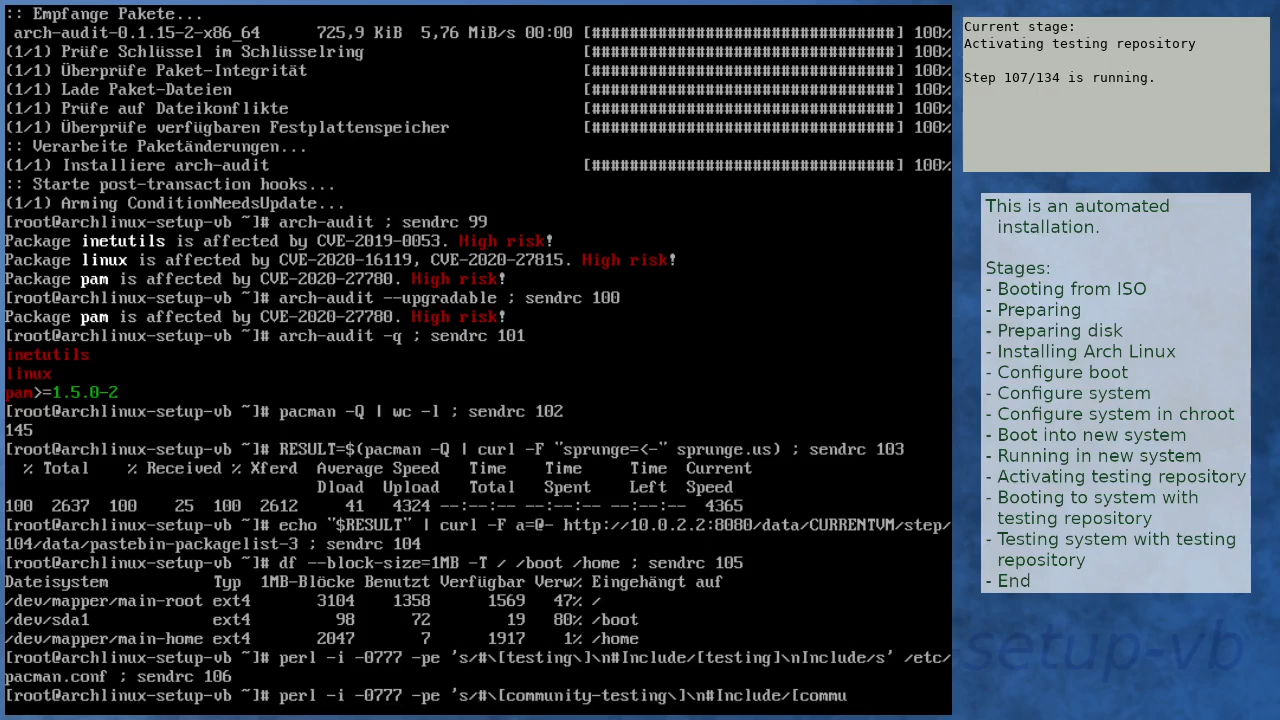 :: Empfange Pakete...
 arch-audit-0.1.15-2-x86_64      725,9 KiB  5,76 MiB/s 00:00 [################################] 100%
(1/1) Prüfe Schlüssel im Schlüsselring                       [################################] 100%
(1/1) Überprüfe Paket-Integrität                             [################################] 100%
(1/1) Lade Paket-Dateien                                     [################################] 100%
(1/1) Prüfe auf Dateikonflikte                               [################################] 100%
(1/1) Überprüfe verfügbaren Festplattenspeicher              [################################] 100%
:: Verarbeite Paketänderungen...
(1/1) Installiere arch-audit                                 [################################] 100%
:: Starte post-transaction hooks...
(1/1) Arming ConditionNeedsUpdate...
[root@archlinux-setup-vb ~]# arch-audit ; sendrc 99
Package inetutils is affected by CVE-2019-0053. High risk!
Package linux is affected by CVE-2020-16119, CVE-2020-27815. High risk!
Package pam is affected by CVE-2020-27780. High risk!
[root@archlinux-setup-vb ~]# arch-audit --upgradable ; sendrc 100
Package pam is affected by CVE-2020-27780. High risk!
[root@archlinux-setup-vb ~]# arch-audit -q ; sendrc 101
inetutils
linux
pam>=1.5.0-2
[root@archlinux-setup-vb ~]# pacman -Q | wc -l ; sendrc 102
145
[root@archlinux-setup-vb ~]# RESULT=$(pacman -Q | curl -F "sprunge=<-" sprunge.us) ; sendrc 103
  % Total    % Received % Xferd  Average Speed   Time    Time     Time  Current
                                 Dload  Upload   Total   Spent    Left  Speed
100  2637  100    25  100  2612     41   4324 --:--:-- --:--:-- --:--:--  4365
[root@archlinux-setup-vb ~]# echo "$RESULT" | curl -F a=@- http://10.0.2.2:8080/data/CURRENTVM/step/
104/data/pastebin-packagelist-3 ; sendrc 104
[root@archlinux-setup-vb ~]# df --block-size=1MB -T / /boot /home ; sendrc 105
Dateisystem           Typ  1MB-Blöcke Benutzt Verfügbar Verw% Eingehängt auf
/dev/mapper/main-root ext4       3104    1358      1569   47% /
/dev/sda1             ext4         98      72        19   80% /boot
/dev/mapper/main-home ext4       2047       7      1917    1% /home
[root@archlinux-setup-vb ~]# perl -i -0777 -pe 's/#\[testing\]\n#Include/[testing]\nInclude/s' /etc/
pacman.conf ; sendrc 106
[root@archlinux-setup-vb ~]# perl -i -0777 -pe 's/#\[community-testing\]\n#Include/[commu
Current stage:
Activating testing repository
Step 107/134 is running.
This is an automated
installation.
Stages:
- Booting from ISO
- Preparing
- Preparing disk
- Installing Arch Linux
- Configure boot
- Configure system
- Configure system in chroot
- Boot into new system
- Running in new system
- Activating testing repository
- Booting to system with
testing repository
- Testing system with testing
repository
- End
setup-vb